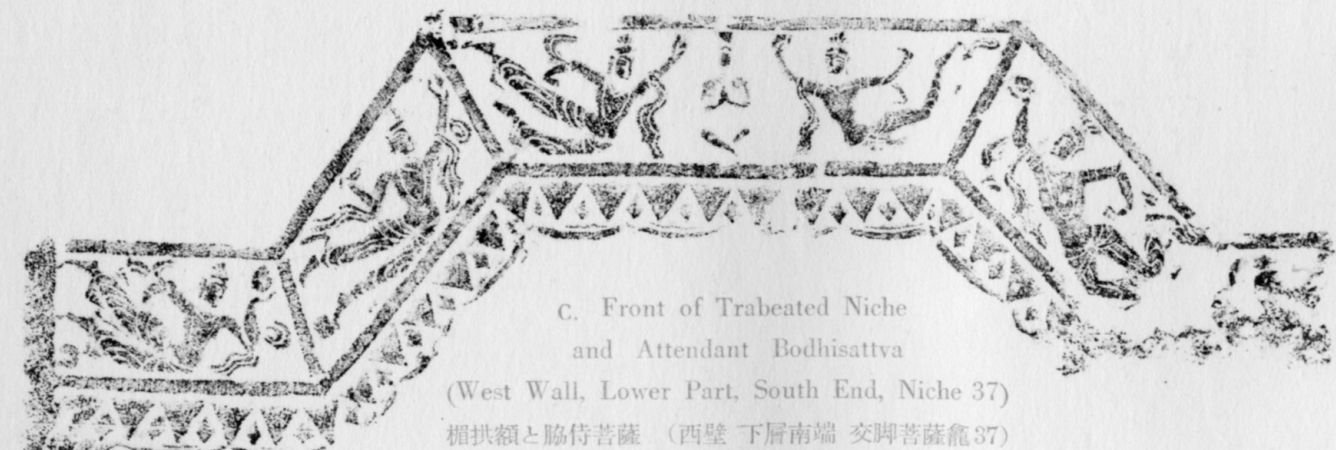 C. Front of Trabeated Niche
and Attendant Bodhisattva
(West Wall, Lower Part, South End, Niche 37)
楣拱額と脇侍菩薩 (西壁 下層南端 交脚菩薩龕37)